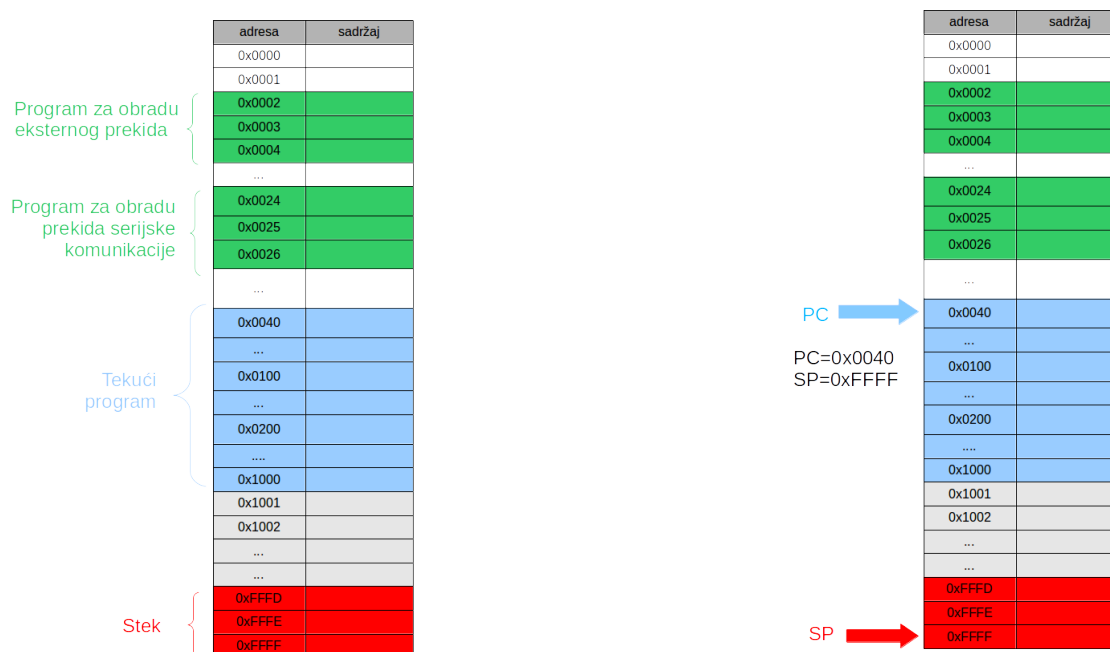 adresa sadržaj
0x0000
0x0001
Program za obradu
eksternog prekida
0x0002
0x0003
0x0004
...
Program za obradu
prekida serijske
komunikacije
0x0024
0x0025
0x0026
...
Tekući
program
0x0040
...
0x0100
...
0x0200
....
0x1000
0x1001
0x1002
...
...
Stek
0xFFFD
0xFFFE
0xFFFF
adresa sadržaj
0x0000
0x0001
0x0002
0x0003
0x0004
...
0x0024
0x0025
0x0026
...
PC
PC=0x0040
SP=0xFFFF
0x0040
...
0x0100
...
0x0200
....
0x1000
0x1001
0x1002
...
...
0xFFFD
0xFFFE
SP
0xFFFF